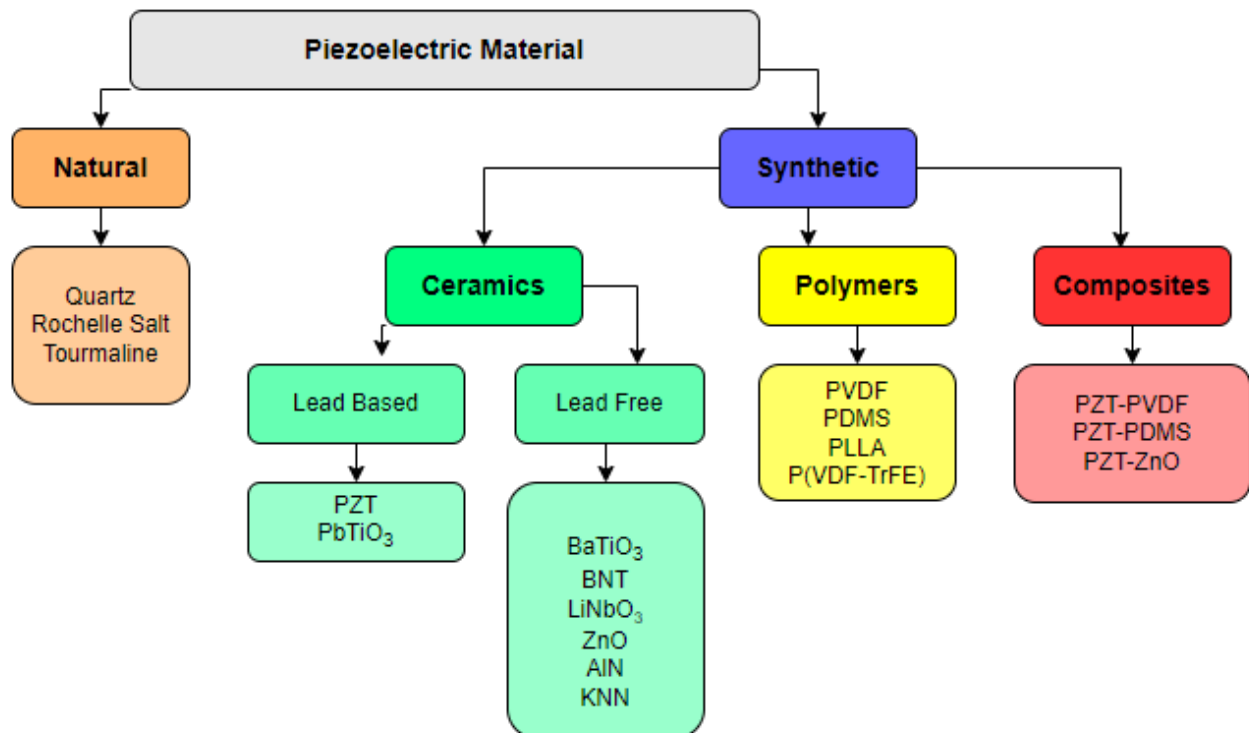 Piezoelectric Material
Natural
Synthetic
Quartz
Rochelle Salt
Tourmaline
Ceramics
Polymers
Composites
Lead Based
Lead Free
PZT
PbTiO₃
BaTiO₃
BNT
LiNbO₃
ZnO
AlN
KNN
PVDF
PDMS
PLLA
P(VDF-TrFE)
PZT-PVDF
PZT-PDMS
PZT-ZnO